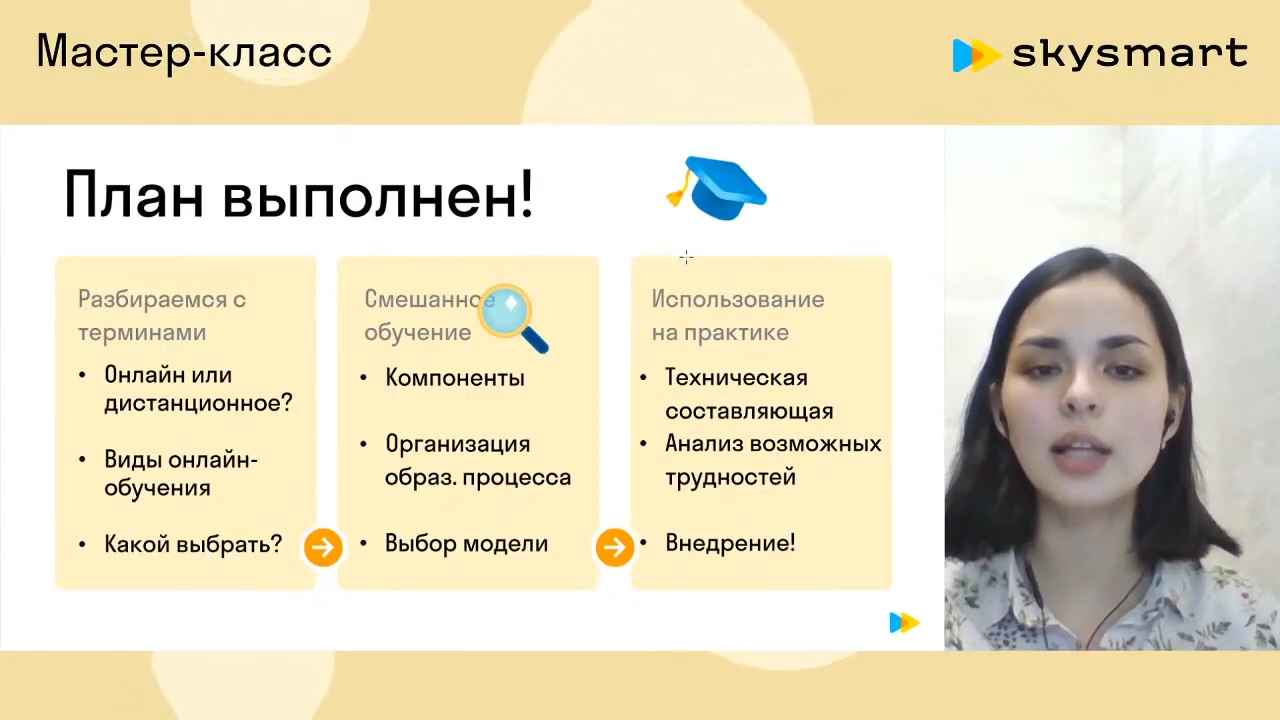 Мастер-класс
skysmart
План выполнен!
Разбираемся с
терминами
• Онлайн или
дистанционное?
• Виды онлайн-
обучения
• Какой выбрать?
Смешанное
обучение
• Компоненты
• Организация
образ. процесса
• Выбор модели
Использование
на практике
• Техническая
составляющая
• Анализ возможных
трудностей
• Внедрение!